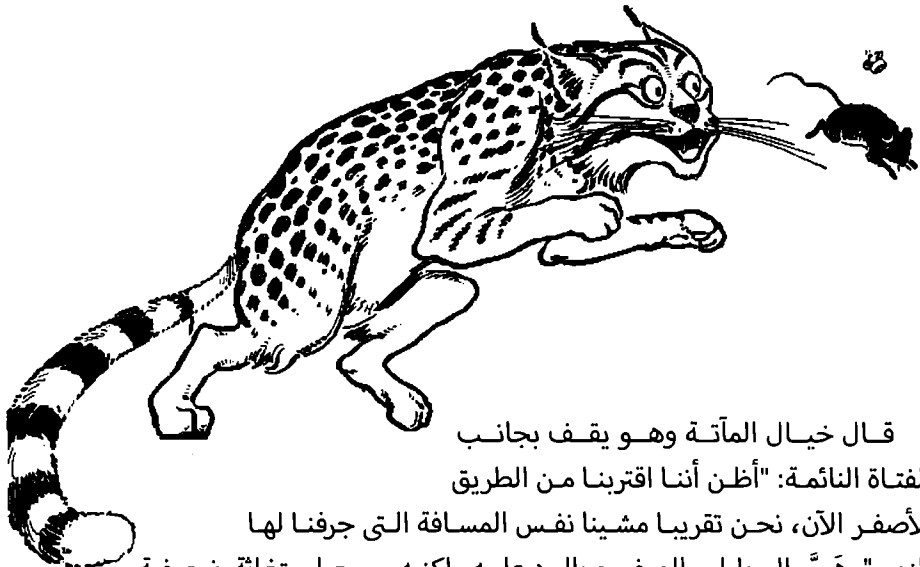 قال خيال المآتة وهو يقف بجانب
لفتاة النائمة: "أظن أننا اقتربنا من الطريق
لأصفر الآن، نحن تقريبا مشينا نفس المسافة التى جرفنا لها